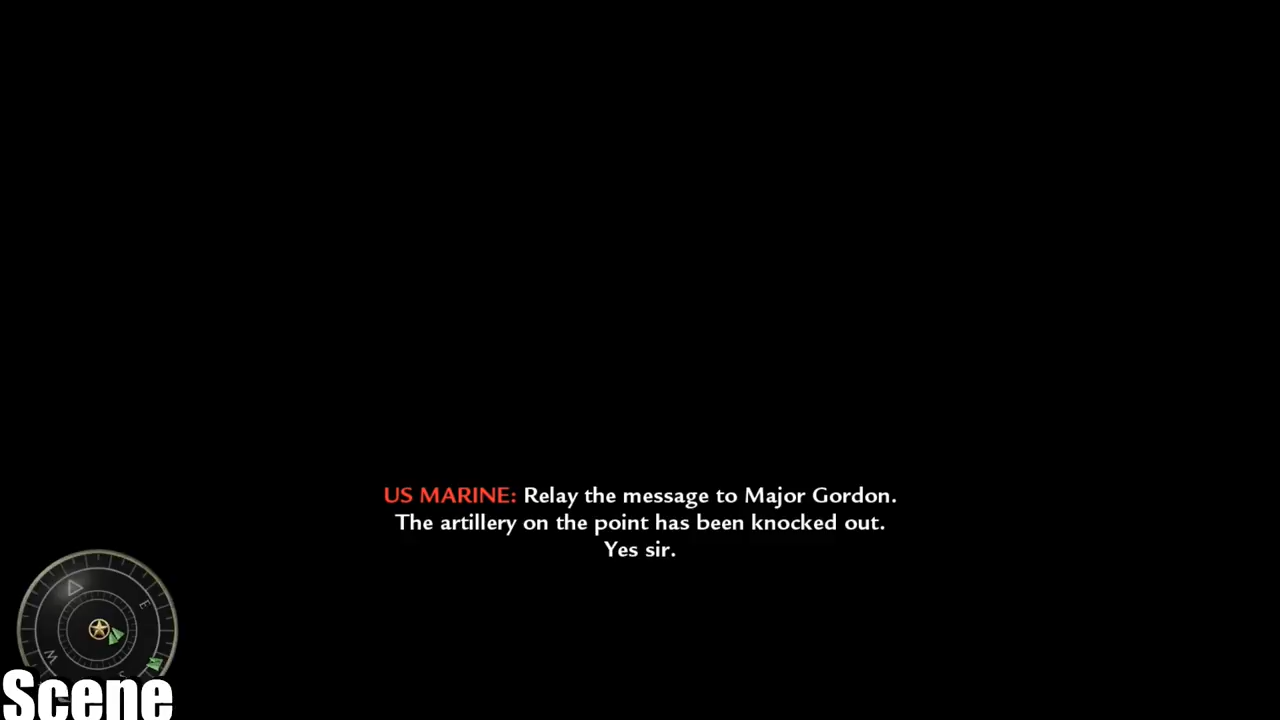 US MARINE: Relay the message to Major Gordon.
The artillery on the point has been knocked out.
Yes sir.
E
W
S
Scene